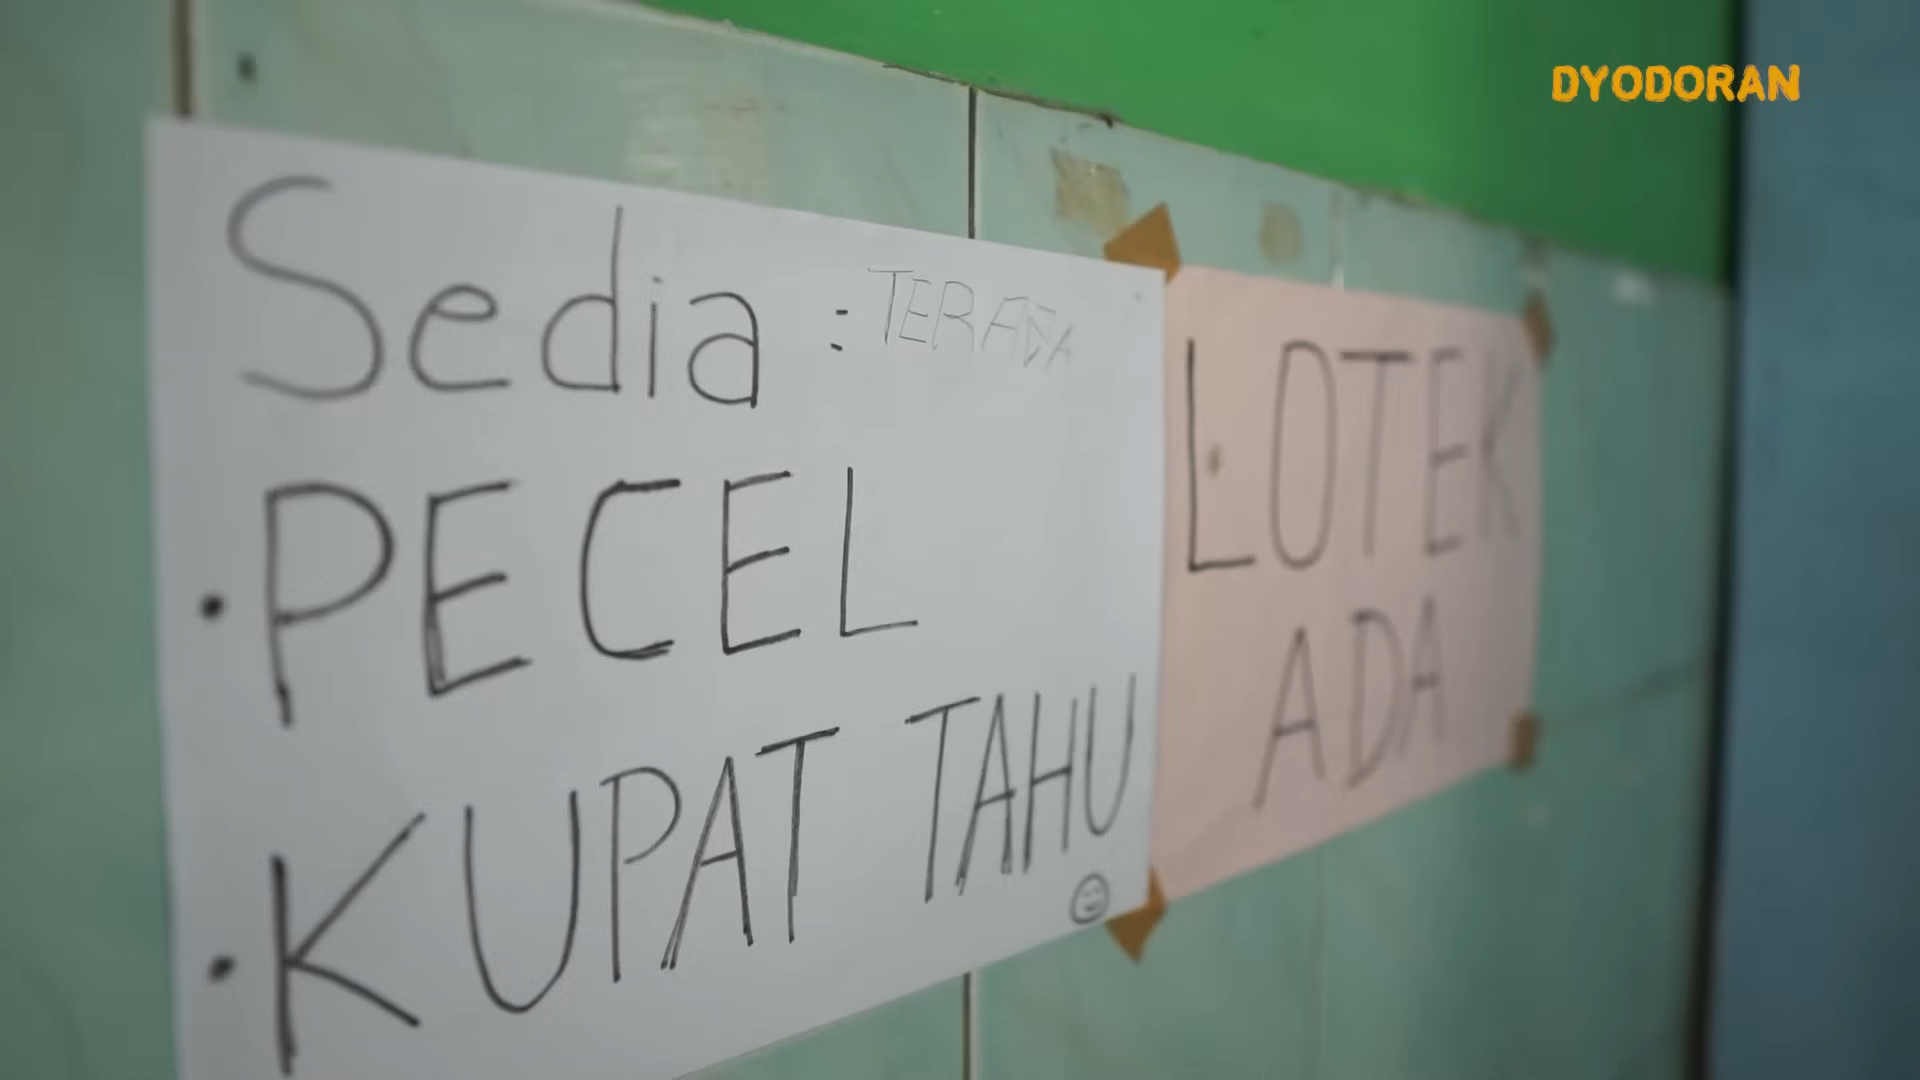 DYODORAN
Sedia : TERADA
• PECEL
• KUPAT TAHU
LOTEK
ADA